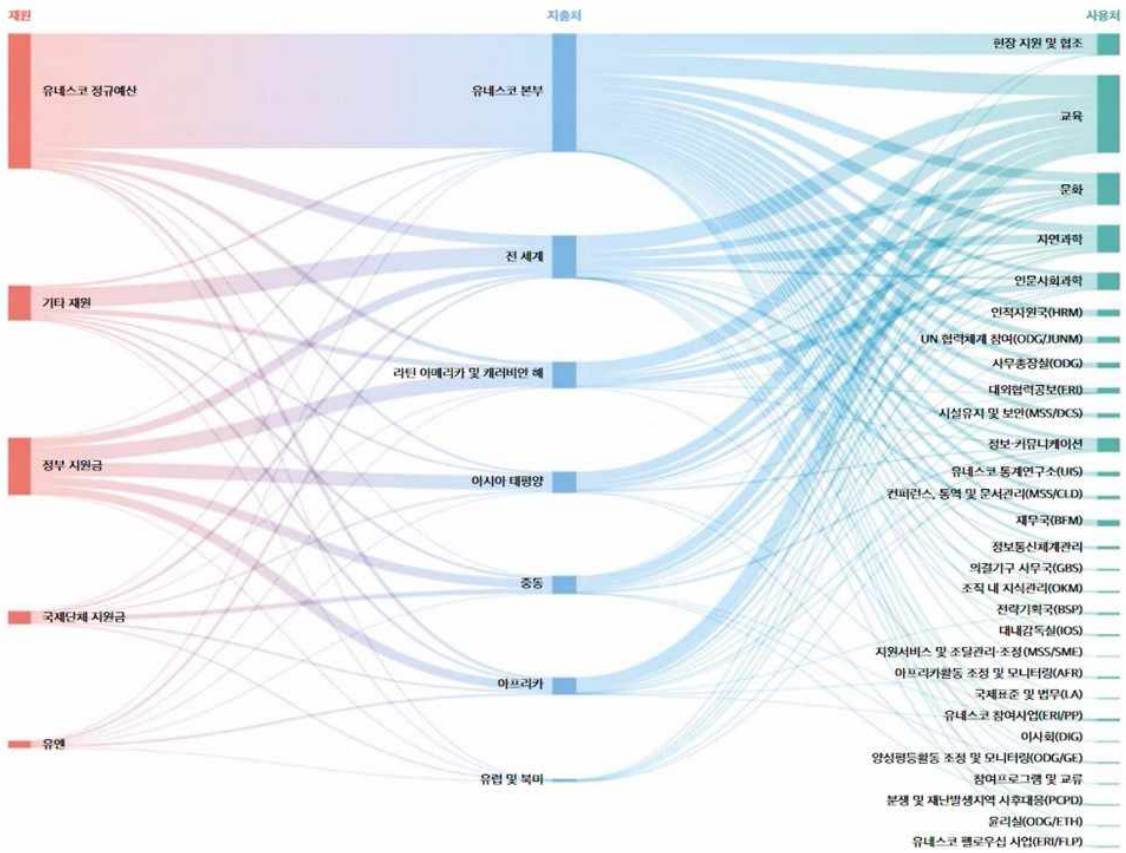 재원
지출처
사용처
유네스코 정규예산
기타 재원
정부 지원금
국제단체 지원금
유엔
유네스코 본부
전 세계
라틴 아메리카 및 캐러비안 해
아시아 태평양
중동
아프리카
유럽 및 북미
현장 지원 및 협조
교육
문화
자연과학
인문사회과학
인적자원국(HRM)
UN 협력체계 참여(ODG/JUNM)
사무총장실(ODG)
대외협력공보(ERI)
시설유지 및 보안(MSS/DCS)
정보·커뮤니케이션
유네스코 통계연구소(UIS)
컨퍼런스, 통역 및 문서관리(MSS/CLD)
재무국(BFM)
정보통신체계관리
의결기구 사무국(GBS)
조직 내 지식관리(OKM)
전략기획국(BSP)
대내감독실(IOS)
지원서비스 및 조달관리·조정(MSS/SME)
아프리카활동 조정 및 모니터링(AFR)
국제표준 및 법무(LA)
유네스코 참여사업(ERI/PP)
이사회(DIG)
양성평등활동 조정 및 모니터링(ODG/GE)
참여프로그램 및 교류
분쟁 및 재난발생지역 사후대응(PCPD)
윤리실(ODG/ETH)
유네스코 펠로우십 사업(ERI/FLP)